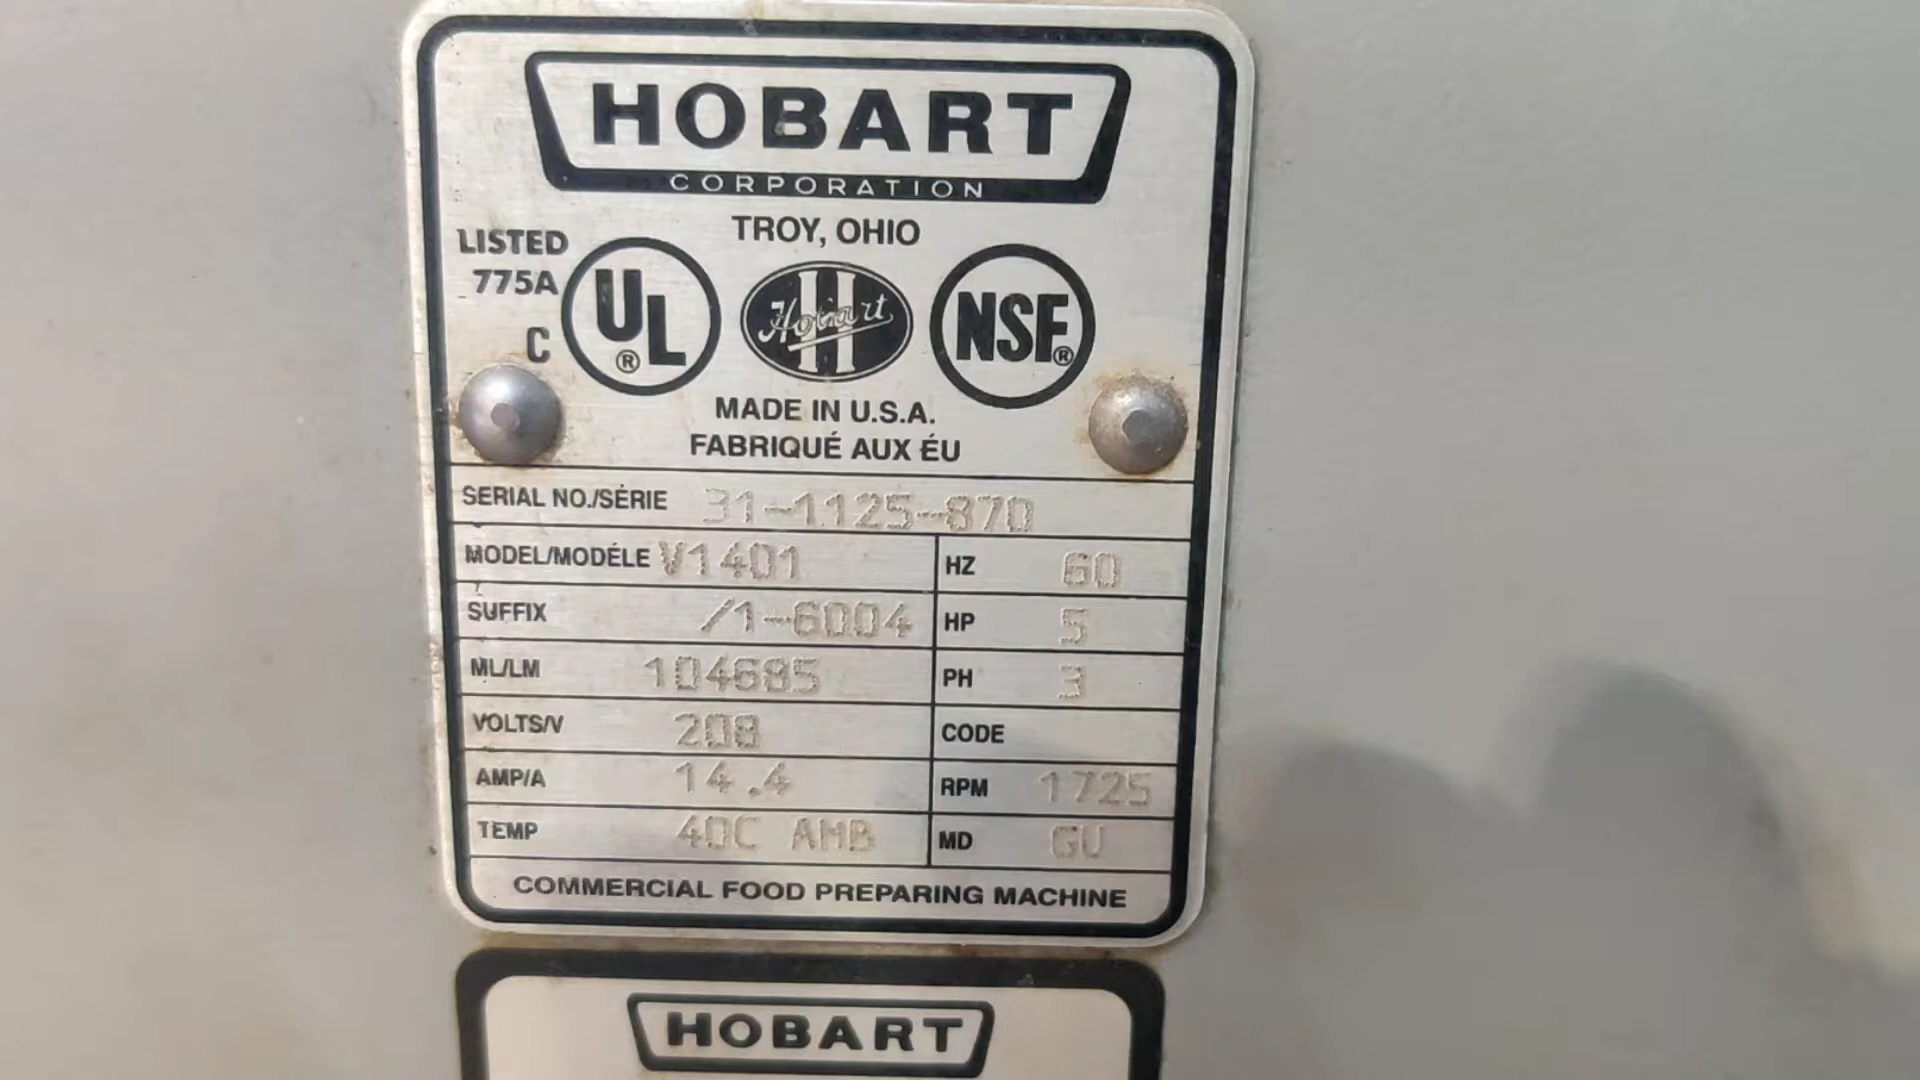 HOBART
CORPORATION
TROY, OHIO
LISTED
775A
C UL® Hobart NSF®
MADE IN U.S.A.
FABRIQUÉ AUX ÉU
SERIAL NO./SÉRIE 31-1125-870
MODEL/MODÉLE V1401 HZ 60
SUFFIX /1-6004 HP 5
ML/LM 104685 PH 3
VOLTS/V 208 CODE
AMP/A 14.4 RPM 1725
TEMP 40C AMB MD GU
COMMERCIAL FOOD PREPARING MACHINE
HOBART